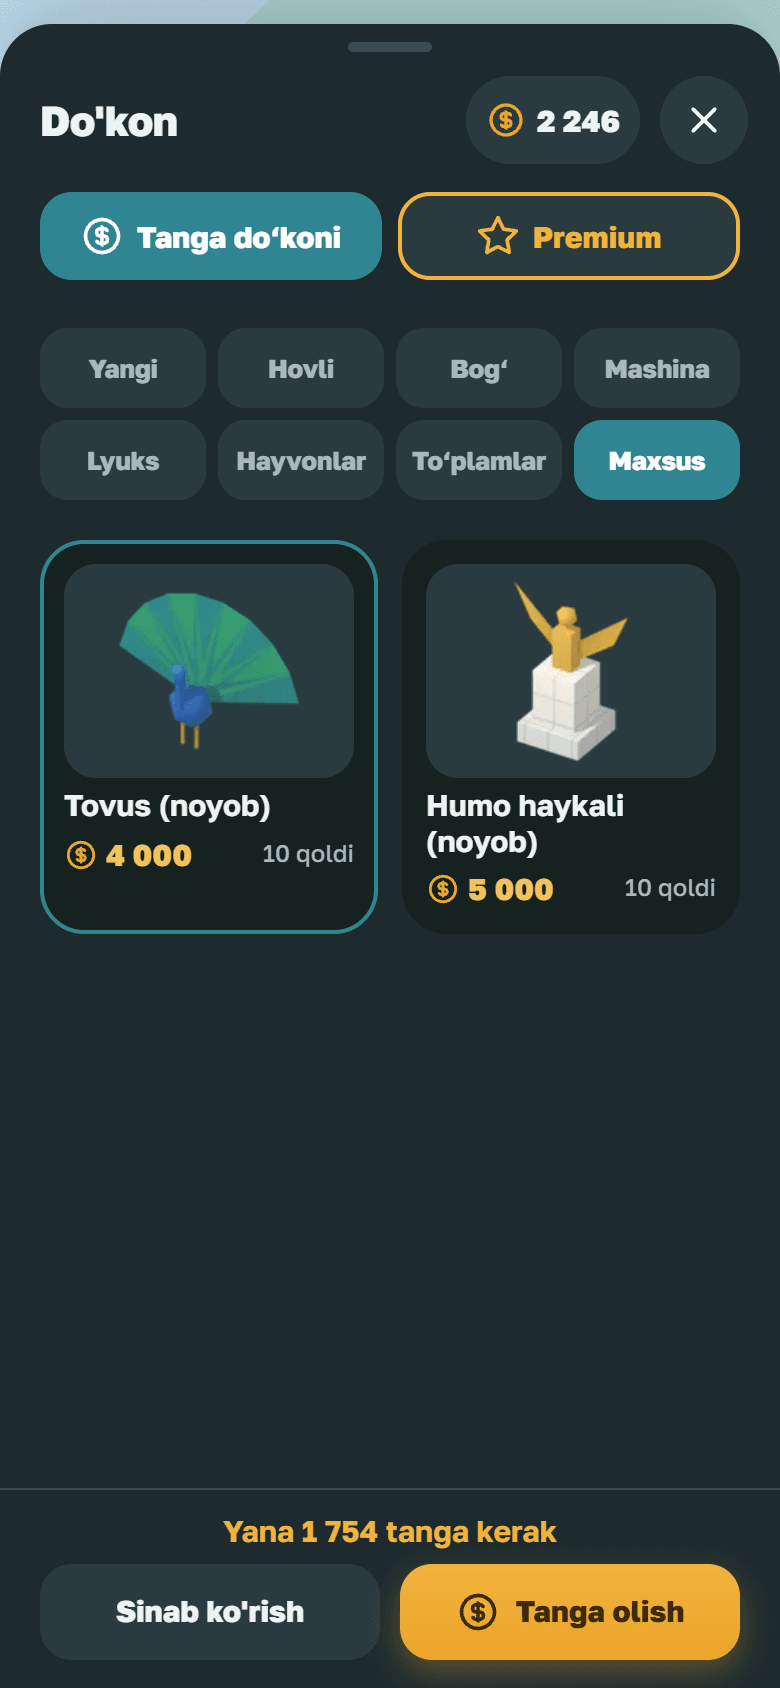 Do'kon
2 246
Tanga do‘koni
Premium
Yangi
Hovli
Bog‘
Mashina
Lyuks
Hayvonlar
To‘plamlar
Maxsus
Tovus (noyob)
4 000
10 qoldi
Humo haykali
(noyob)
5 000
10 qoldi
Yana 1 754 tanga kerak
Sinab ko'rish
Tanga olish